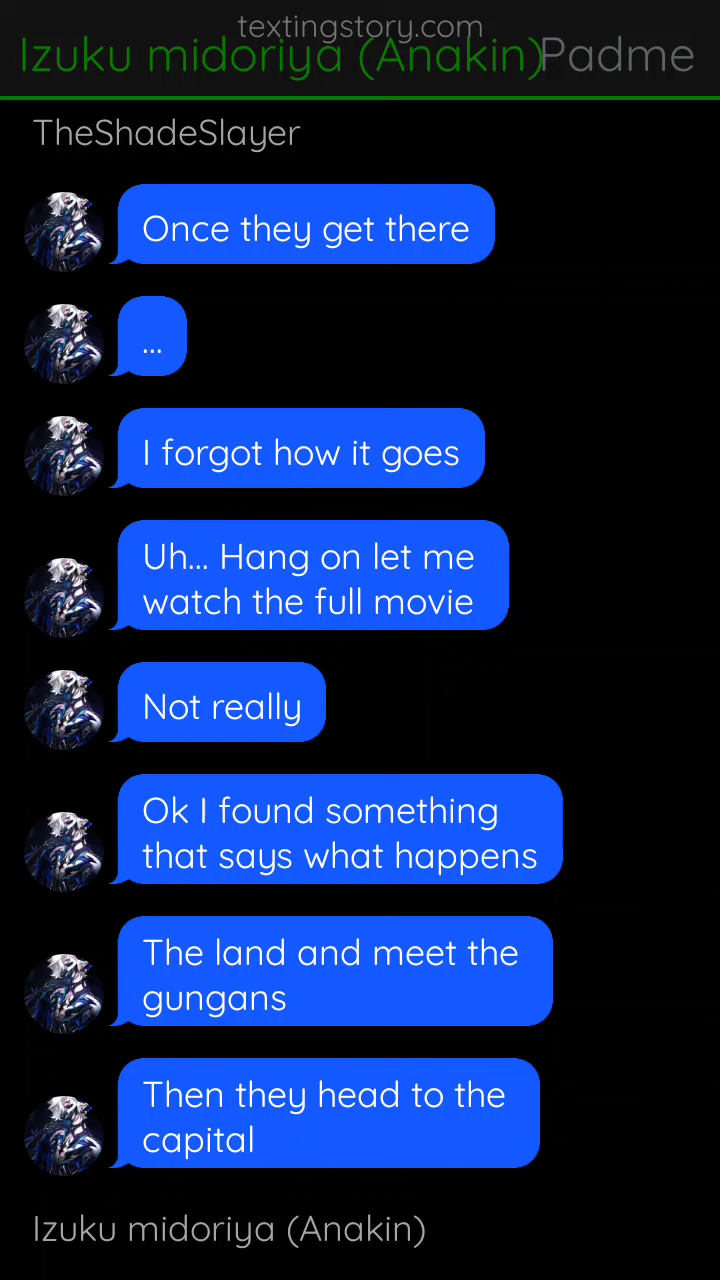 textingstory.com
Izuku midoriya (Anakin)
Padme
TheShadeSlayer
Once they get there
...
I forgot how it goes
Uh... Hang on let me
watch the full movie
Not really
Ok I found something
that says what happens
The land and meet the
gungans
Then they head to the
capital
Izuku midoriya (Anakin)